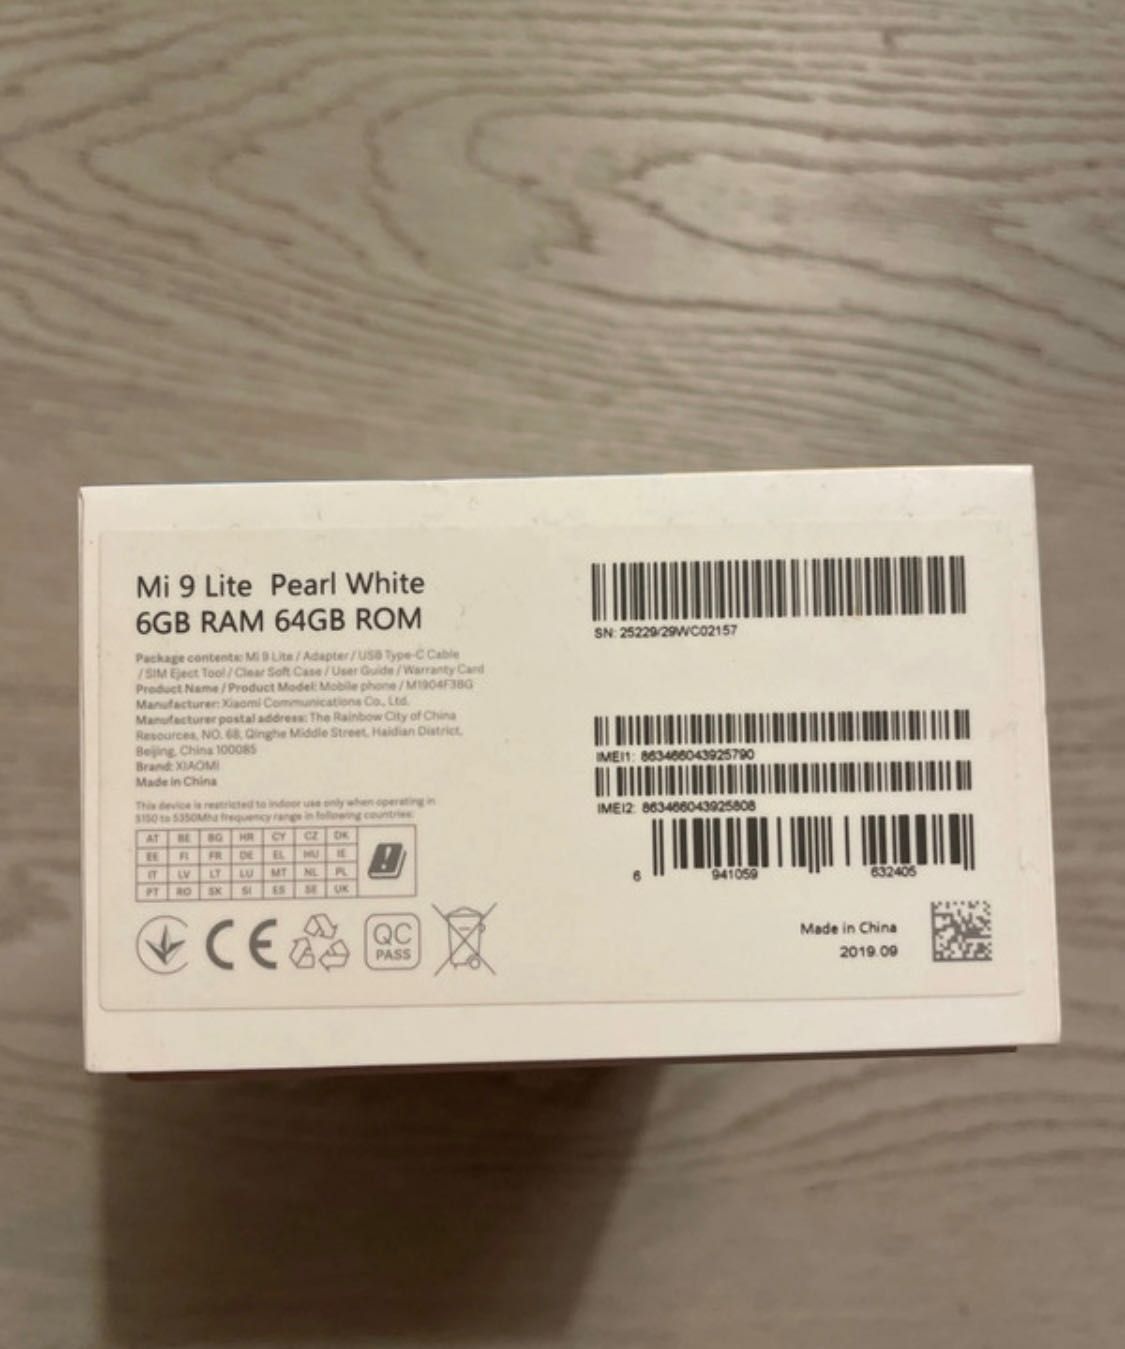 Mi 9 Lite Pearl White
6GB RAM 64GB ROM
Package contents: Mi 9 Lite / Adapter / USB Type-C Cable
/ SIM Eject Tool / Clear Soft Case / User Guide / Warranty Card
Product Name / Product Model: Mobile phone / M1904F3BG
Manufacturer: Xiaomi Communications Co., Ltd.
Manufacturer postal address: The Rainbow City of China
Resources, NO. 68, Qinghe Middle Street, Haidian District,
Beijing, China 100085
Brand: XIAOMI
Made in China
This device is restricted to indoor use only when operating in
5150 to 5350Mhz frequency range in following countries:
AT BE BG HR CY CZ DK
EE FI FR DE EL HU IE
IT LV LT LU MT NL PL
PT RO SK SI ES SE UK
CE
QC
PASS
SN: 25229/29WC02157
IMEI1: 863466043925790
IMEI2: 863466043925808
6 941059 632405
Made in China
2019.09